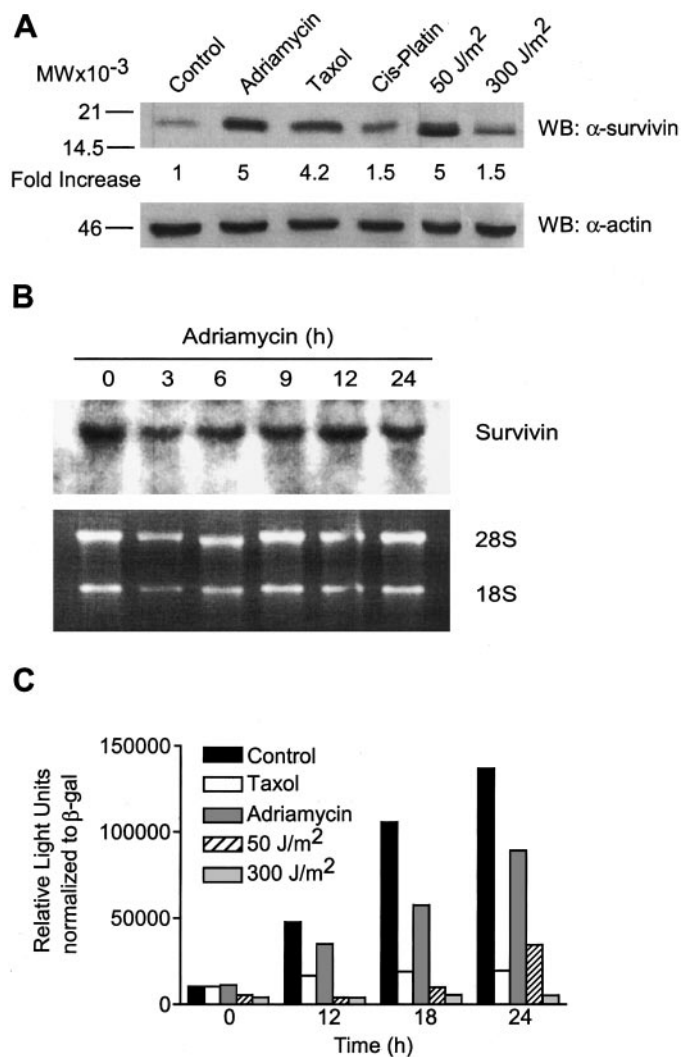 A
MWx10-3
Control
Adriamycin
Taxol
Cis-Platin
50 J/m2
300 J/m2
21
14.5
WB: α-survivin
Fold Increase 1 5 4.2 1.5 5 1.5
46
WB: α-actin
B
Adriamycin (h)
0 3 6 9 12 24
Survivin
28S
18S
C
Relative Light Units
normalized to β-gal
150000
100000
50000
0
Control
Taxol
Adriamycin
50 J/m2
300 J/m2
0 12 18 24
Time (h)